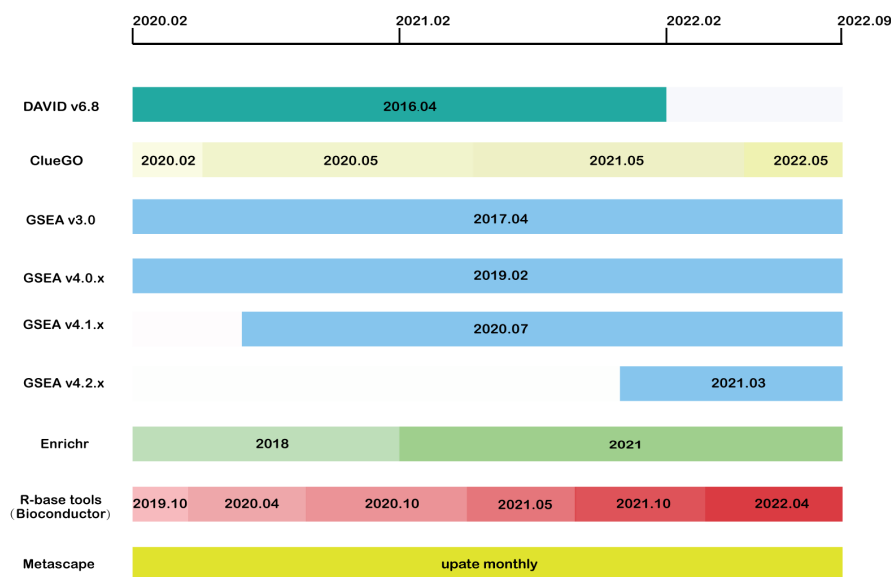 2020.02 2021.02 2022.02 2022.09
DAVID v6.8 2016.04
ClueGO 2020.02 2020.05 2021.05 2022.05
GSEA v3.0 2017.04
GSEA v4.0.x 2019.02
GSEA v4.1.x 2020.07
GSEA v4.2.x 2021.03
Enrichr 2018 2021
R-base tools
（Bioconductor） 2019.10 2020.04 2020.10 2021.05 2021.10 2022.04
Metascape upate monthly